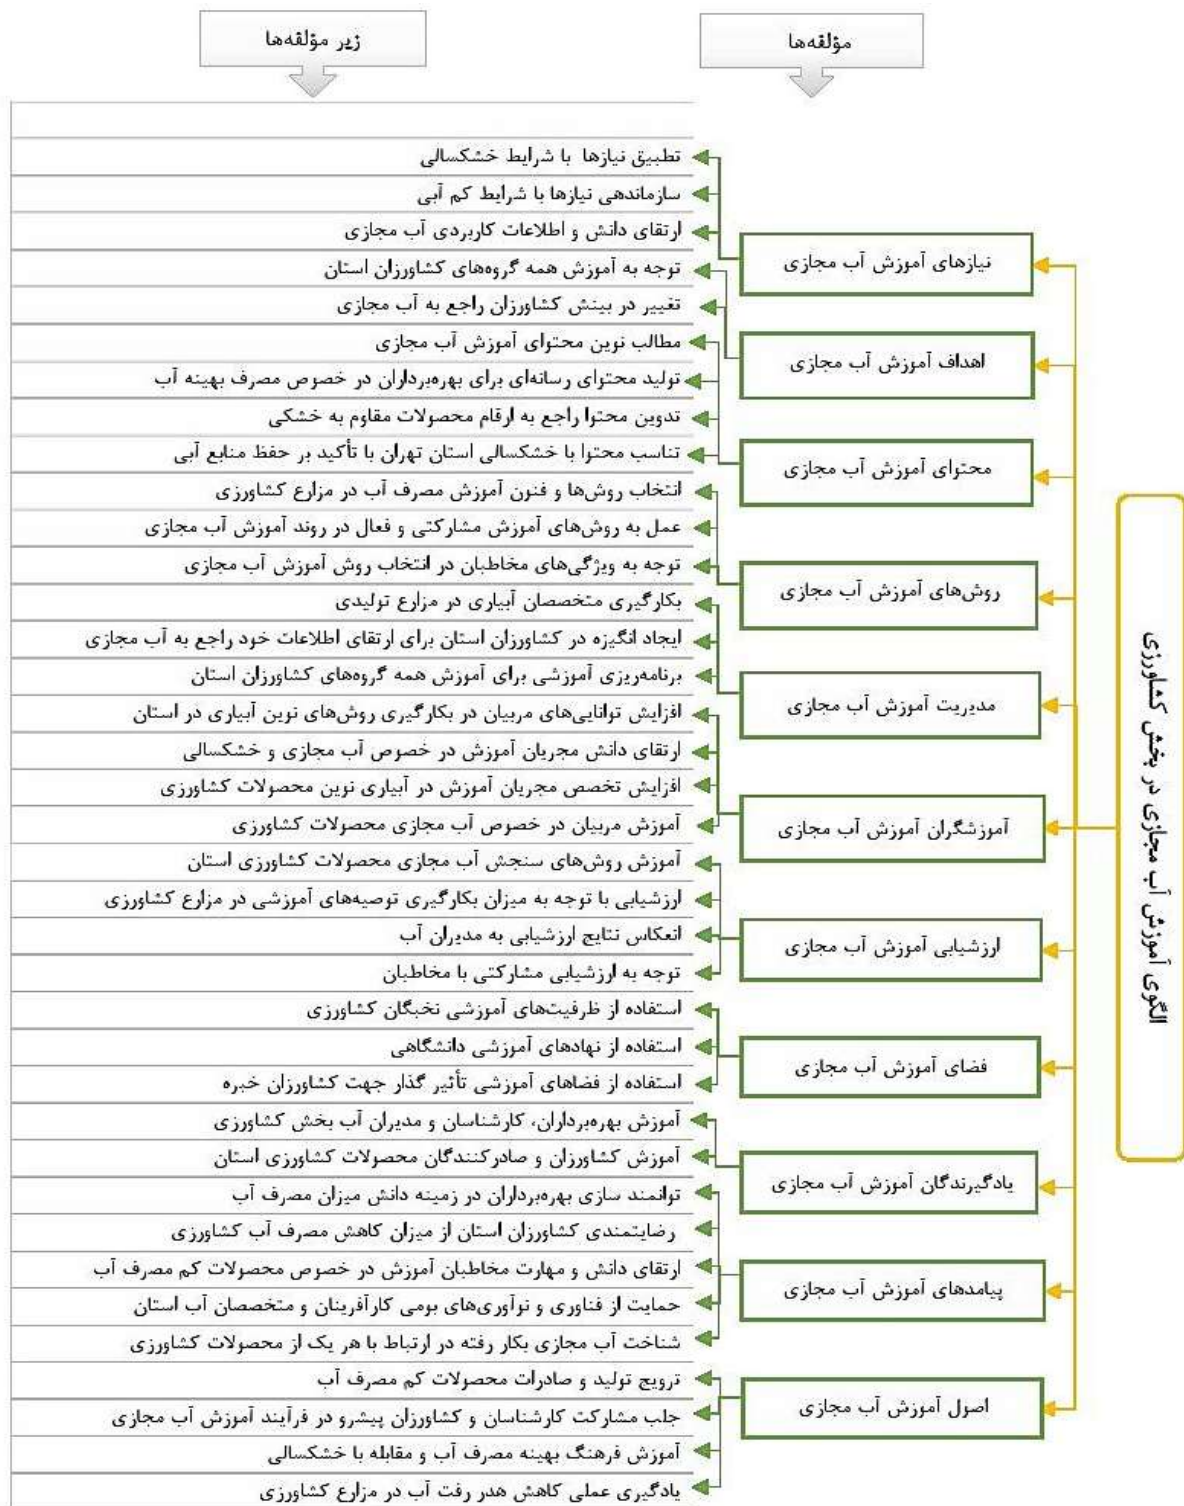 مؤلفه‌ها
زیر مؤلفه‌ها
الگوی آموزش آب مجازی در بخش کشاورزی
نیازهای آموزش آب مجازی
تطبیق نیازها با شرایط خشکسالی
سازماندهی نیازها با شرایط کم آبی
ارتقای دانش و اطلاعات کاربردی آب مجازی
اهداف آموزش آب مجازی
توجه به آموزش همه گروه‌های کشاورزان استان
تغییر در بینش کشاورزان راجع به آب مجازی
محتوای آموزش آب مجازی
مطالب نوین محتوای آموزش آب مجازی
تولید محتوای رسانه‌ای برای بهره‌برداران در خصوص مصرف بهینه آب
تدوین محتوا راجع به ارقام محصولات مقاوم به خشکی
تناسب محتوا با خشکسالی استان تهران با تأکید بر حفظ منابع آبی
روش‌های آموزش آب مجازی
انتخاب روش‌ها و فنون آموزش مصرف آب در مزارع کشاورزی
عمل به روش‌های آموزش مشارکتی و فعال در روند آموزش آب مجازی
توجه به ویژگی‌های مخاطبان در انتخاب روش آموزش آب مجازی
مدیریت آموزش آب مجازی
بکارگیری متخصصان آبیاری در مزارع تولیدی
ایجاد انگیزه در کشاورزان استان برای ارتقای اطلاعات خود راجع به آب مجازی
برنامه‌ریزی آموزشی برای آموزش همه گروه‌های کشاورزان استان
آموزشگران آموزش آب مجازی
افزایش توانایی‌های مربیان در بکارگیری روش‌های نوین آبیاری در استان
ارتقای دانش مجریان آموزش در خصوص آب مجازی و خشکسالی
افزایش تخصص مجریان آموزش در آبیاری نوین محصولات کشاورزی
آموزش مربیان در خصوص آب مجازی محصولات کشاورزی
ارزشیابی آموزش آب مجازی
آموزش روش‌های سنجش آب مجازی محصولات کشاورزی استان
ارزشیابی با توجه به میزان بکارگیری توصیه‌های آموزشی در مزارع کشاورزی
انعکاس نتایج ارزشیابی به مدیران آب
توجه به ارزشیابی مشارکتی با مخاطبان
فضای آموزش آب مجازی
استفاده از ظرفیت‌های آموزشی نخبگان کشاورزی
استفاده از نهادهای آموزشی دانشگاهی
استفاده از فضاهای آموزشی تأثیر گذار جهت کشاورزان خبره
یادگیرندگان آموزش آب مجازی
آموزش بهره‌برداران، کارشناسان و مدیران آب بخش کشاورزی
آموزش کشاورزان و صادرکنندگان محصولات کشاورزی استان
پیامدهای آموزش آب مجازی
توانمند سازی بهره‌برداران در زمینه دانش میزان مصرف آب
رضایتمندی کشاورزان استان از میزان کاهش مصرف آب کشاورزی
ارتقای دانش و مهارت مخاطبان آموزش در خصوص محصولات کم مصرف آب
حمایت از فناوری و نوآوری‌های بومی کارآفرینان و متخصصان آب استان
شناخت آب مجازی بکار رفته در ارتباط با هر یک از محصولات کشاورزی
اصول آموزش آب مجازی
ترویج تولید و صادرات محصولات کم مصرف آب
جلب مشارکت کارشناسان و کشاورزان پیشرو در فرآیند آموزش آب مجازی
آموزش فرهنگ بهینه مصرف آب و مقابله با خشکسالی
یادگیری عملی کاهش هدر رفت آب در مزارع کشاورزی